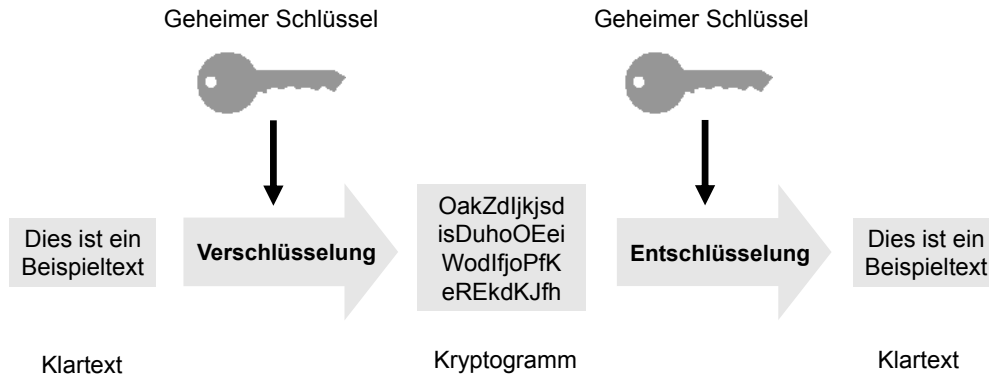 Geheimer Schlüssel
Geheimer Schlüssel
Dies ist ein
Beispieltext
Verschlüsselung
OakZdIjkjsd
isDuhoOEei
WodIfjoPfK
eREkdKJfh
Entschlüsselung
Dies ist ein
Beispieltext
Klartext
Kryptogramm
Klartext